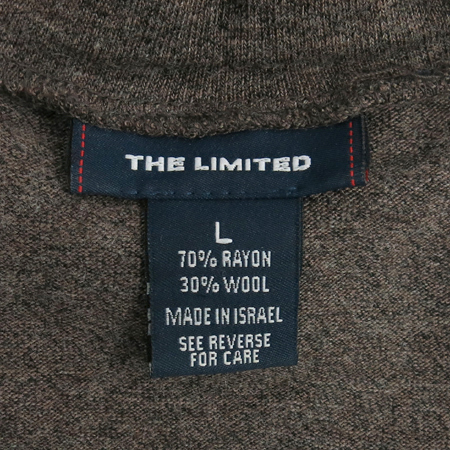 THE LIMITED
L
70% RAYON
30% WOOL
MADE IN ISRAEL
SEE REVERSE
FOR CARE